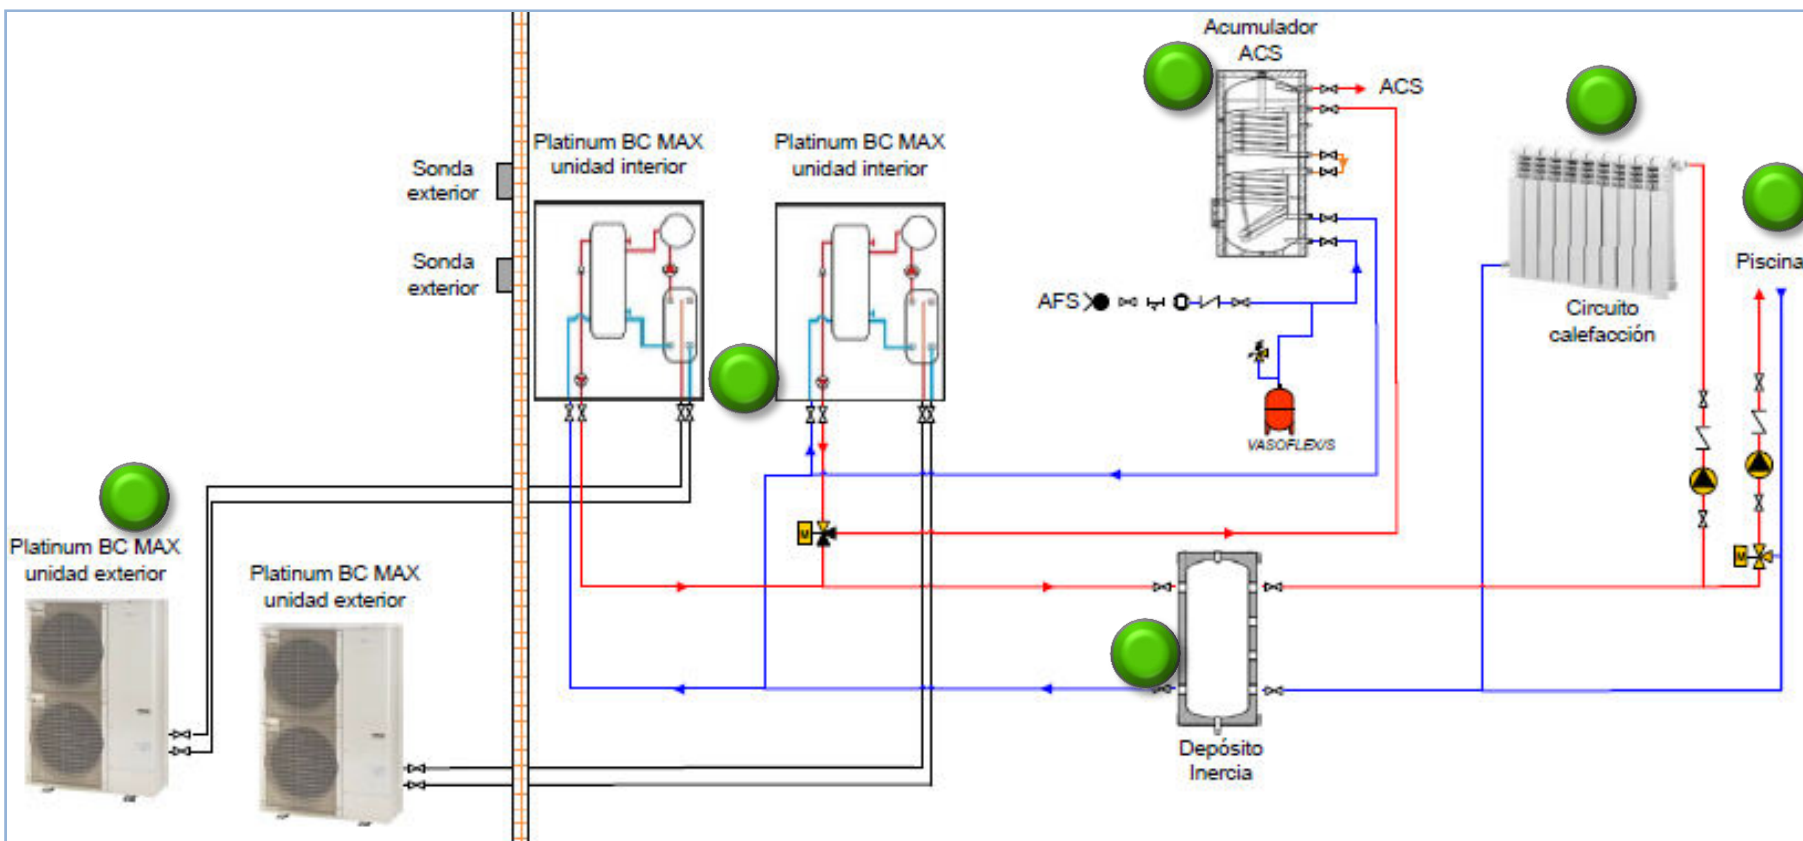 Acumulador
ACS
ACS
Platinum BC MAX
unidad interior
Platinum BC MAX
unidad interior
Sonda
exterior
Sonda
exterior
Piscina
AFS
Circuito
calefacción
VASOFLEX/S
Platinum BC MAX
unidad exterior
M
M
Platinum BC MAX
unidad exterior
Depósito
Inercia